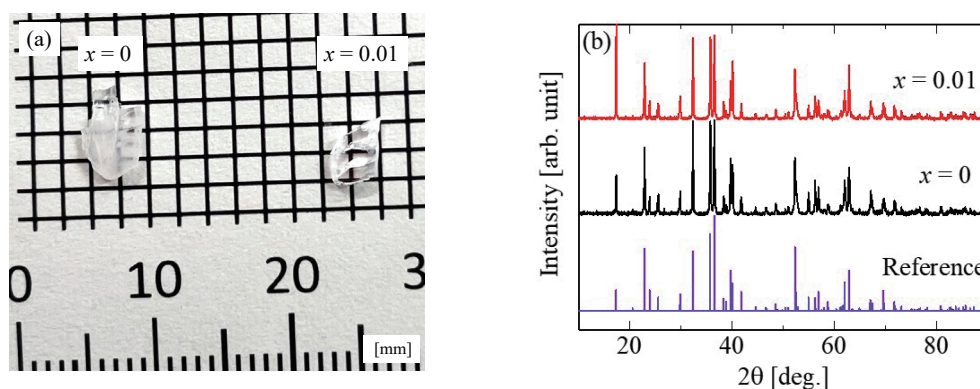 (a)
x = 0
x = 0.01
0
10
20
3
[mm]
(b)
x = 0.01
x = 0
Reference
Intensity [arb. unit]
20
40
60
80
2θ [deg.]